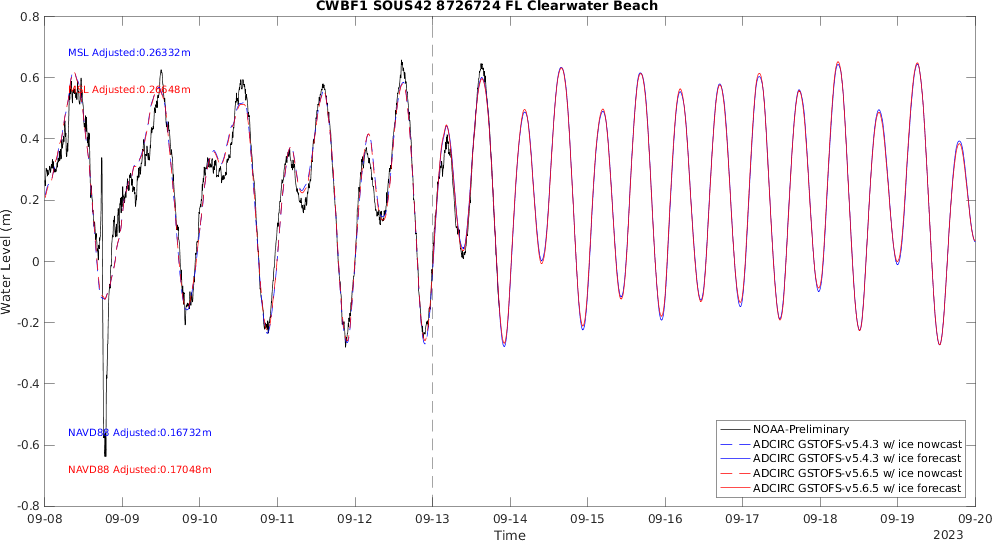 CWBF1 SOUS42 8726724 FL Clearwater Beach
0.8
0.6
0.4
0.2
0
-0.2
-0.4
-0.6
-0.8
Water Level (m)
MSL Adjusted:0.26332m
MSL Adjusted:0.26648m
NAVD88 Adjusted:0.16732m
NAVD88 Adjusted:0.17048m
NOAA-Preliminary
ADCIRC GSTOFS-v5.4.3 w/ ice nowcast
ADCIRC GSTOFS-v5.4.3 w/ ice forecast
ADCIRC GSTOFS-v5.6.5 w/ ice nowcast
ADCIRC GSTOFS-v5.6.5 w/ ice forecast
09-08 09-09 09-10 09-11 09-12 09-13 09-14 09-15 09-16 09-17 09-18 09-19 09-20
Time
2023